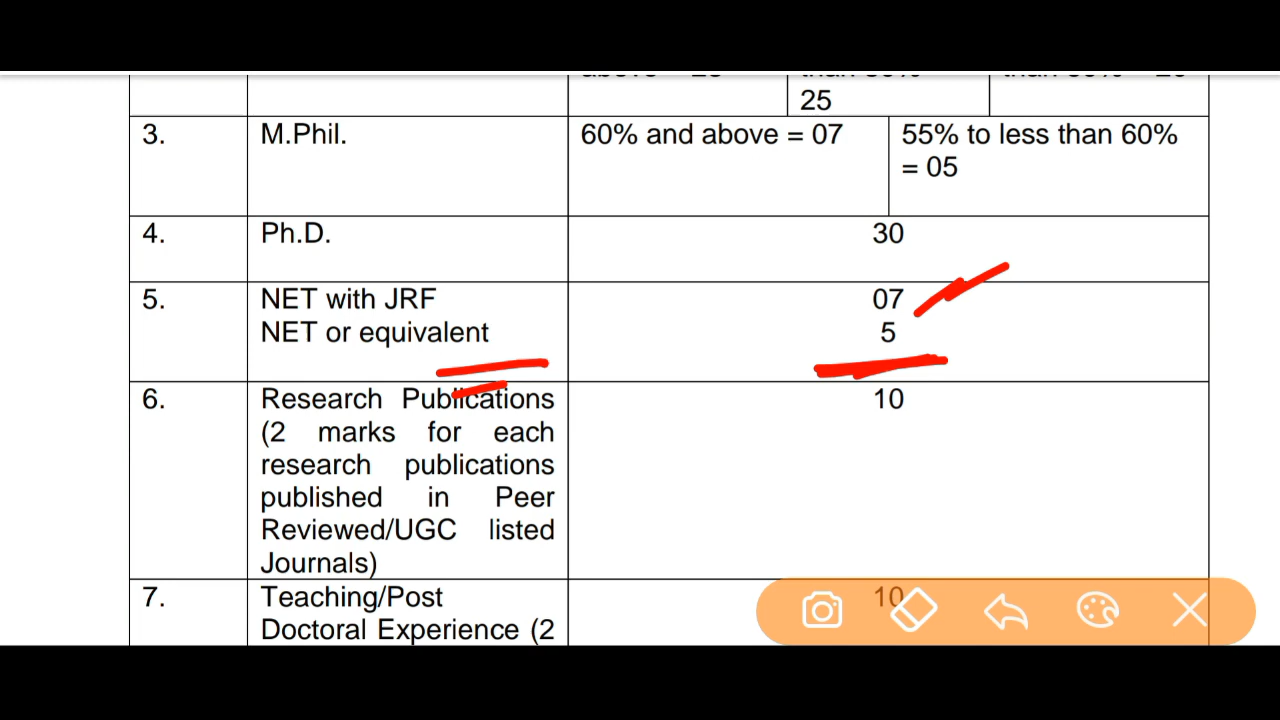 25
3. M.Phil. 60% and above = 07 55% to less than 60%
= 05
4. Ph.D. 30
5. NET with JRF 07
NET or equivalent 5
6. Research Publications 10
(2 marks for each
research publications
published in Peer
Reviewed/UGC listed
Journals)
7. Teaching/Post 10
Doctoral Experience (2